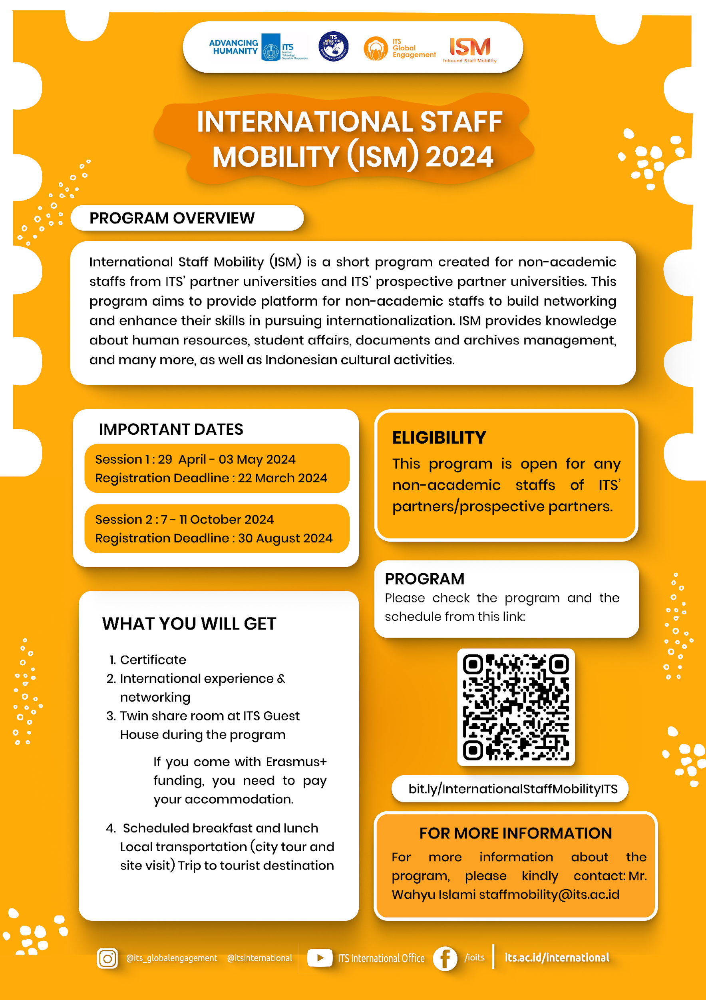 ADVANCING
HUMANITY
ITS
Institut
Teknologi
Sepuluh Nopember
ITS
REACH FOR
THE TOP
ITS
Global
Engagement
ISM
Inbound Staff Mobility
INTERNATIONAL STAFF
MOBILITY (ISM) 2024
PROGRAM OVERVIEW
International Staff Mobility (ISM) is a short program created for non-academic
staffs from ITS' partner universities and ITS' prospective partner universities. This
program aims to provide platform for non-academic staffs to build networking
and enhance their skills in pursuing internationalization. ISM provides knowledge
about human resources, student affairs, documents and archives management,
and many more, as well as Indonesian cultural activities.
IMPORTANT DATES
Session 1 : 29 April - 03 May 2024
Registration Deadline : 22 March 2024
Session 2 : 7 - 11 October 2024
Registration Deadline : 30 August 2024
ELIGIBILITY
This program is open for any
non-academic staffs of ITS'
partners/prospective partners.
PROGRAM
Please check the program and the
schedule from this link:
bit.ly/InternationalStaffMobilityITS
WHAT YOU WILL GET
1. Certificate
2. International experience &
networking
3. Twin share room at ITS Guest
House during the program
If you come with Erasmus+
funding, you need to pay
your accommodation.
4. Scheduled breakfast and lunch
Local transportation (city tour and
site visit) Trip to tourist destination
FOR MORE INFORMATION
For more information about the
program, please kindly contact: Mr.
Wahyu Islami staffmobility@its.ac.id
@its_globalengagement @itsinternational
ITS International Office
/ioits
its.ac.id/international